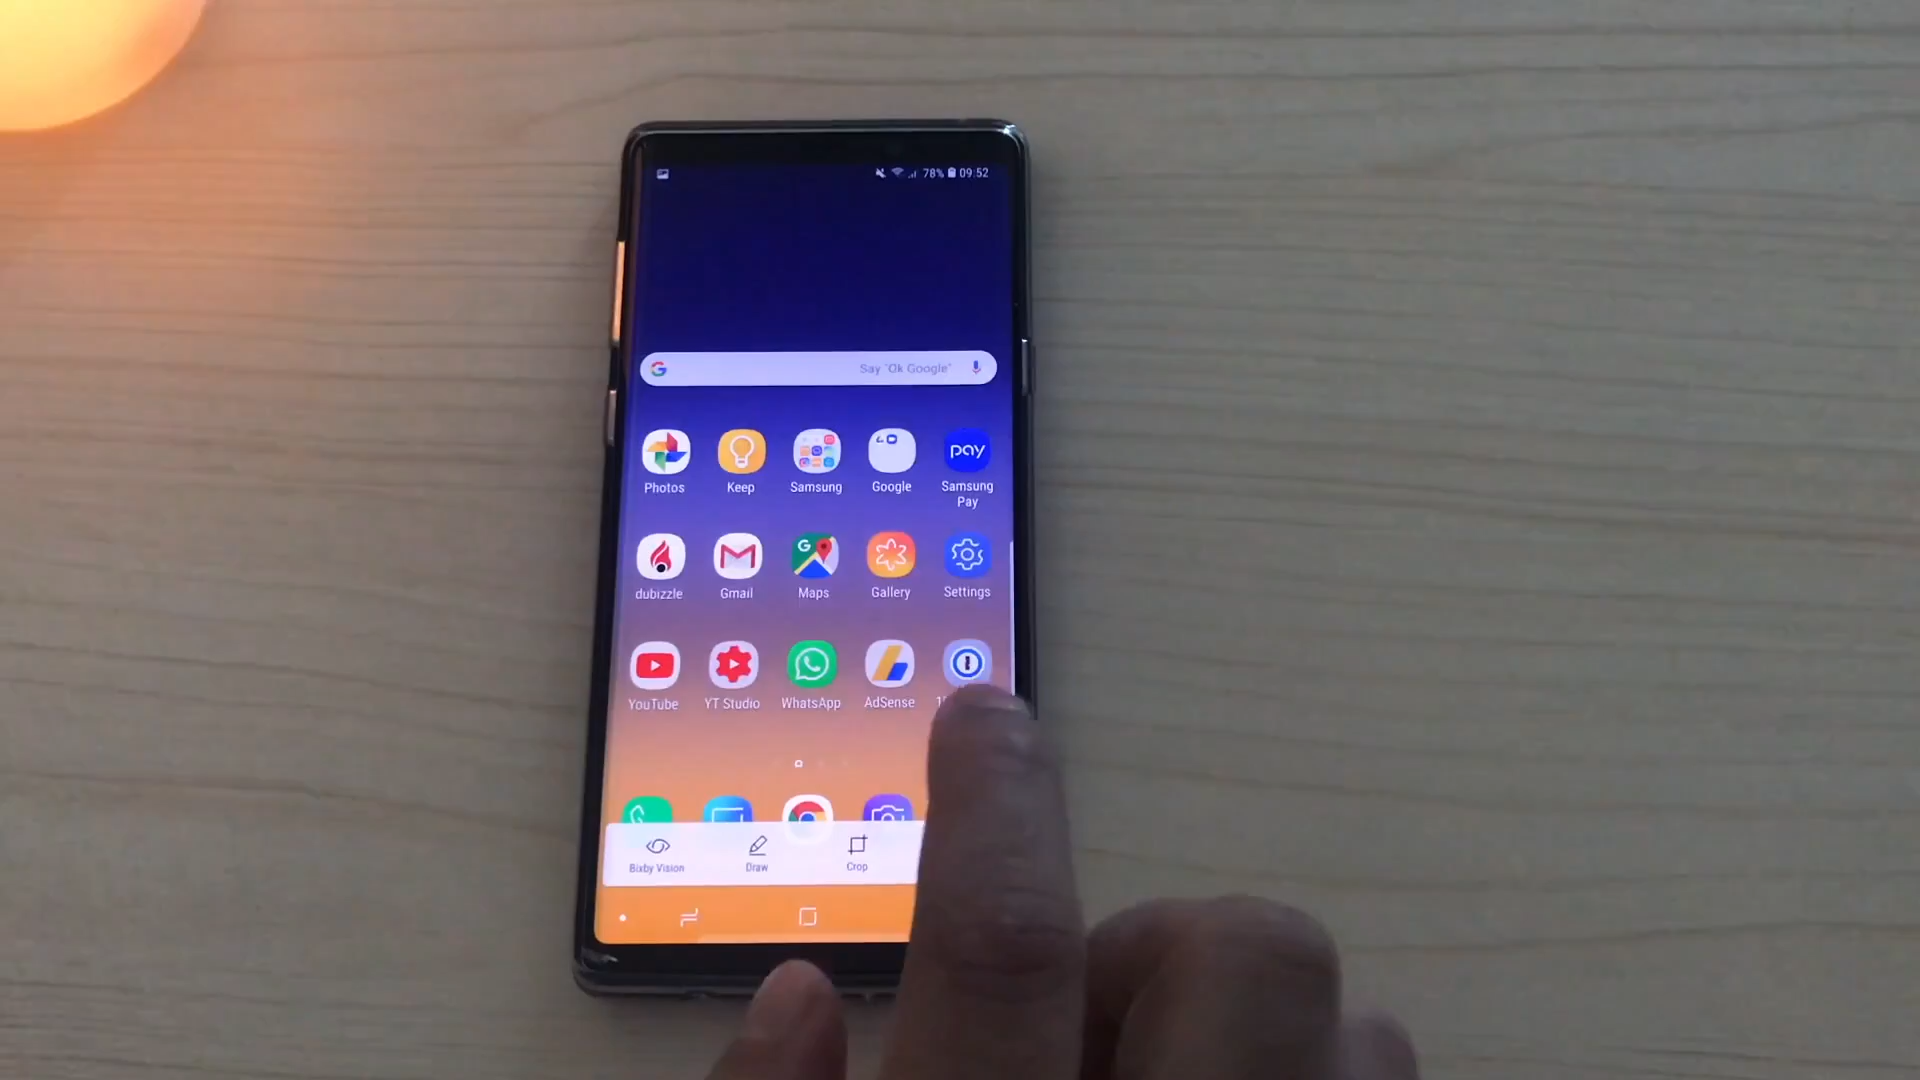 78% 09:52
Say "Ok Google"
Photos Keep Samsung Google Samsung Pay
pay
dubizzle Gmail Maps Gallery Settings
YouTube YT Studio WhatsApp AdSense
Bixby Vision Draw Crop